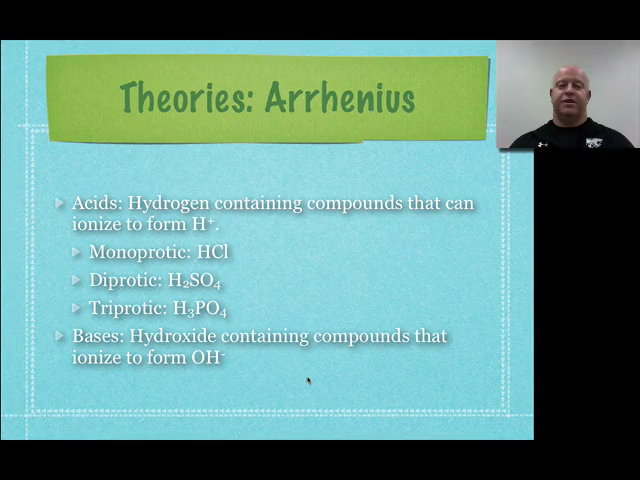 Theories: Arrhenius
Acids: Hydrogen containing compounds that can
ionize to form H⁺.
Monoprotic: HCl
Diprotic: H₂SO₄
Triprotic: H₃PO₄
Bases: Hydroxide containing compounds that
ionize to form OH⁻